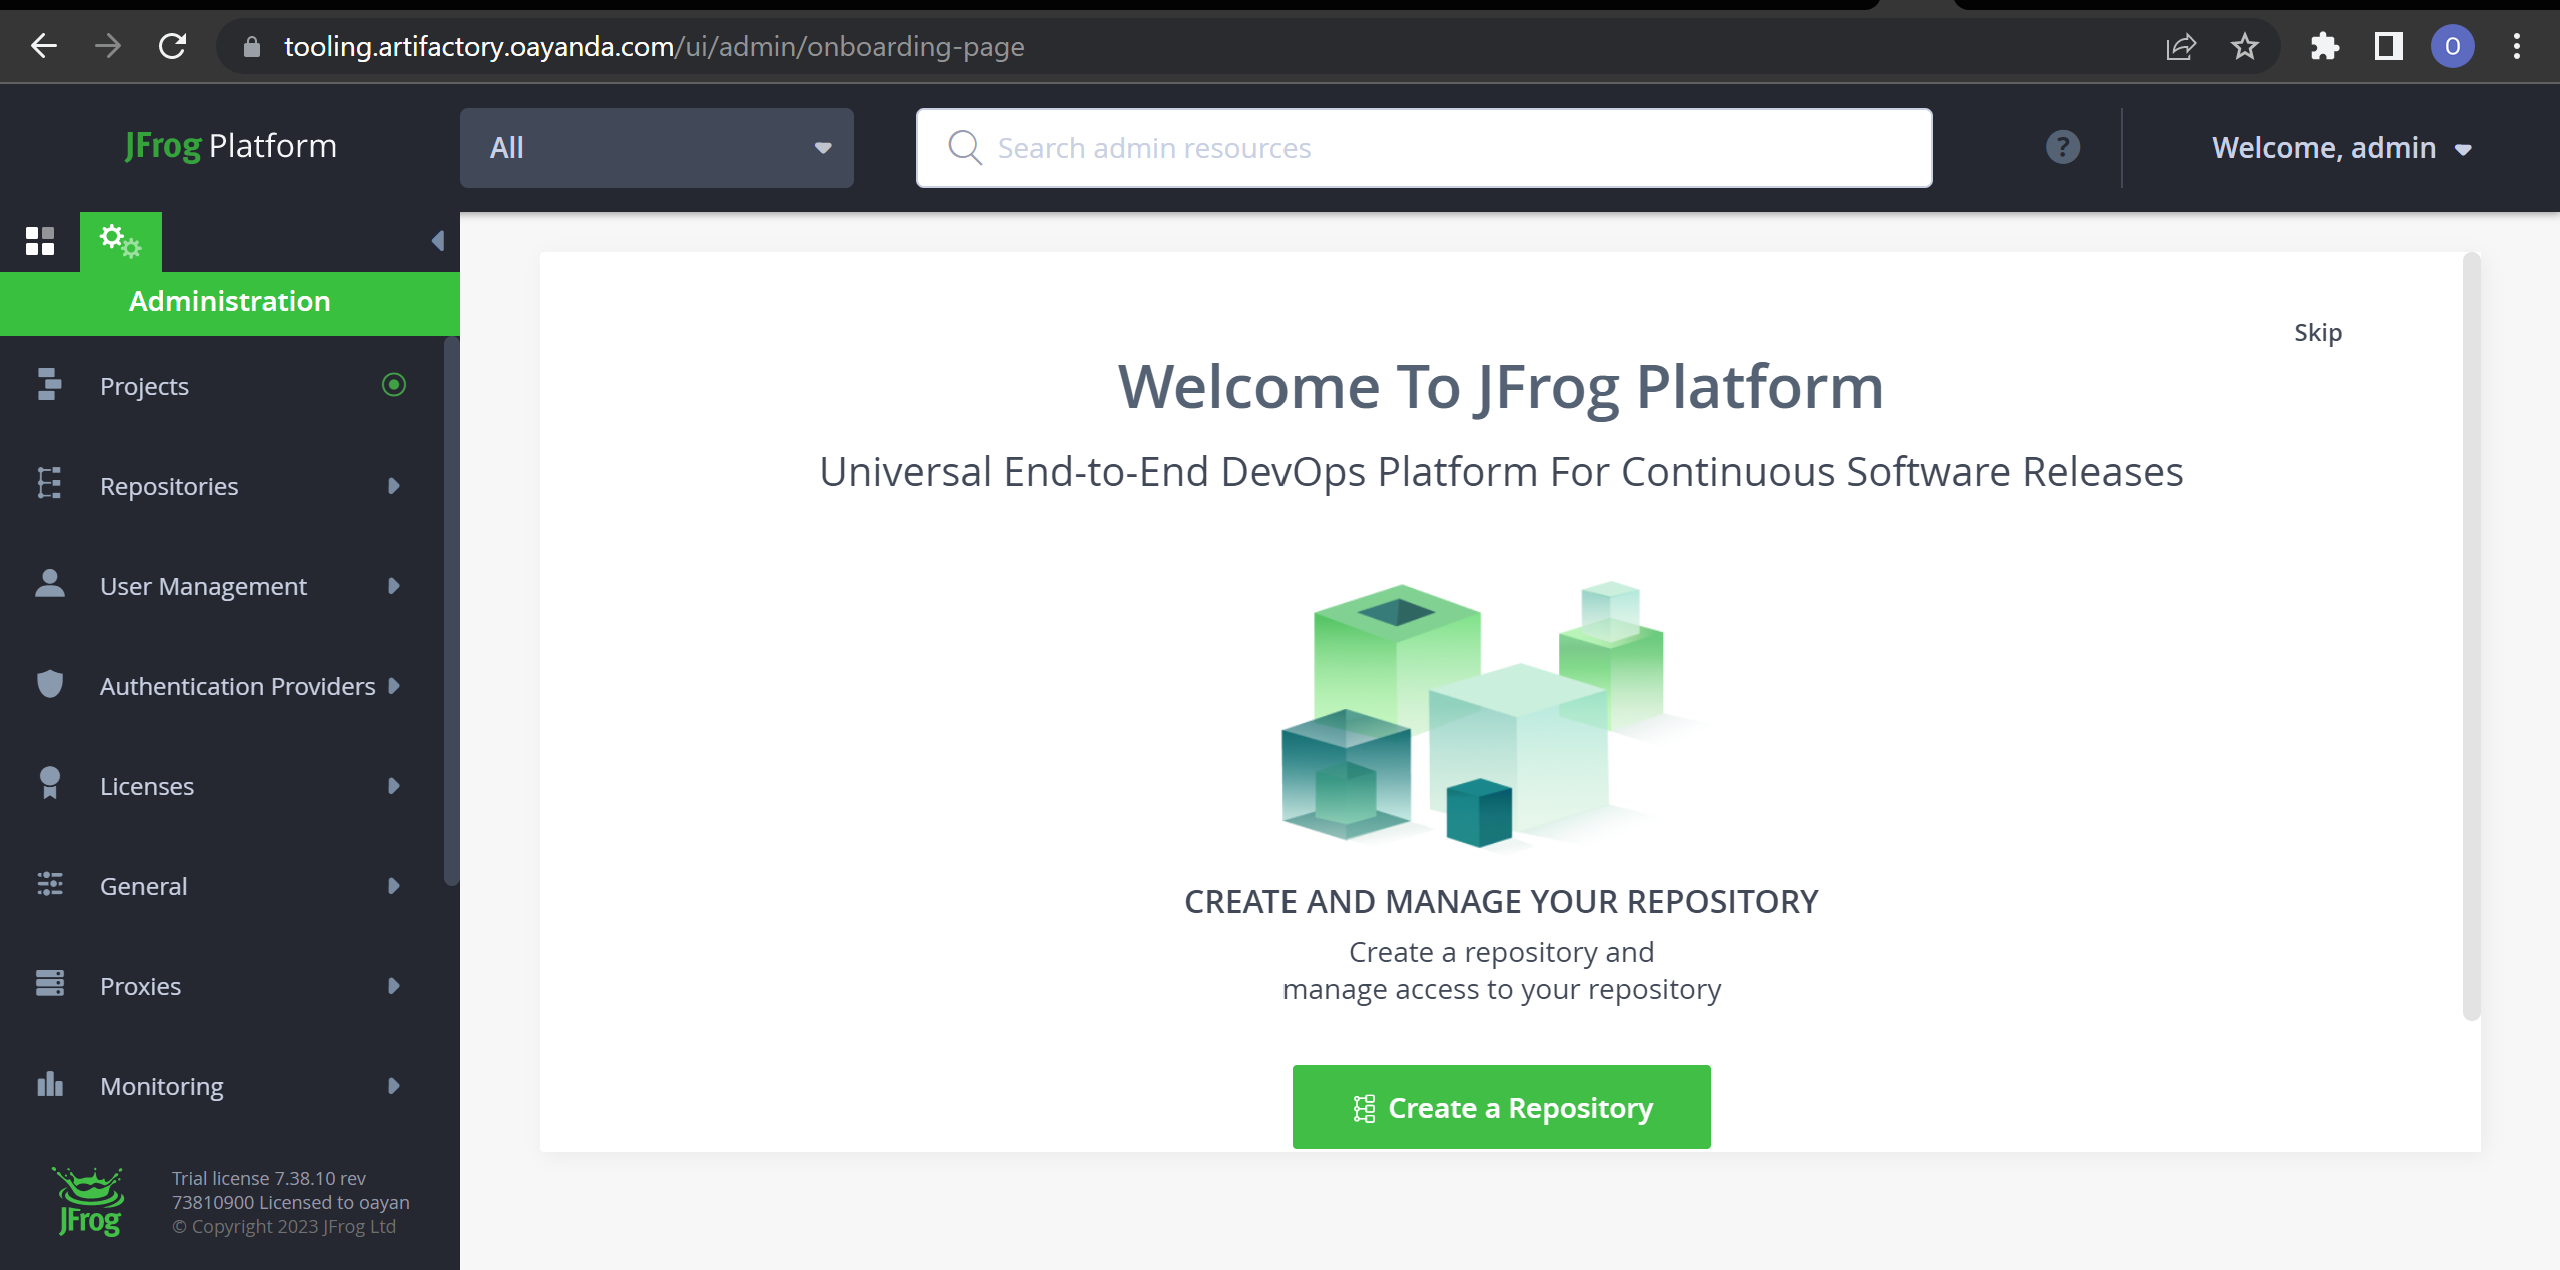 tooling.artifactory.oayanda.com/ui/admin/onboarding-page
O
JFrog Platform
All
Search admin resources
?
Welcome, admin
Administration
Projects
Repositories
User Management
Authentication Providers
Licenses
General
Proxies
Monitoring
JFrog
Trial license 7.38.10 rev
73810900 Licensed to oayan
© Copyright 2023 JFrog Ltd
Skip
Welcome To JFrog Platform
Universal End-to-End DevOps Platform For Continuous Software Releases
CREATE AND MANAGE YOUR REPOSITORY
Create a repository and
manage access to your repository
Create a Repository